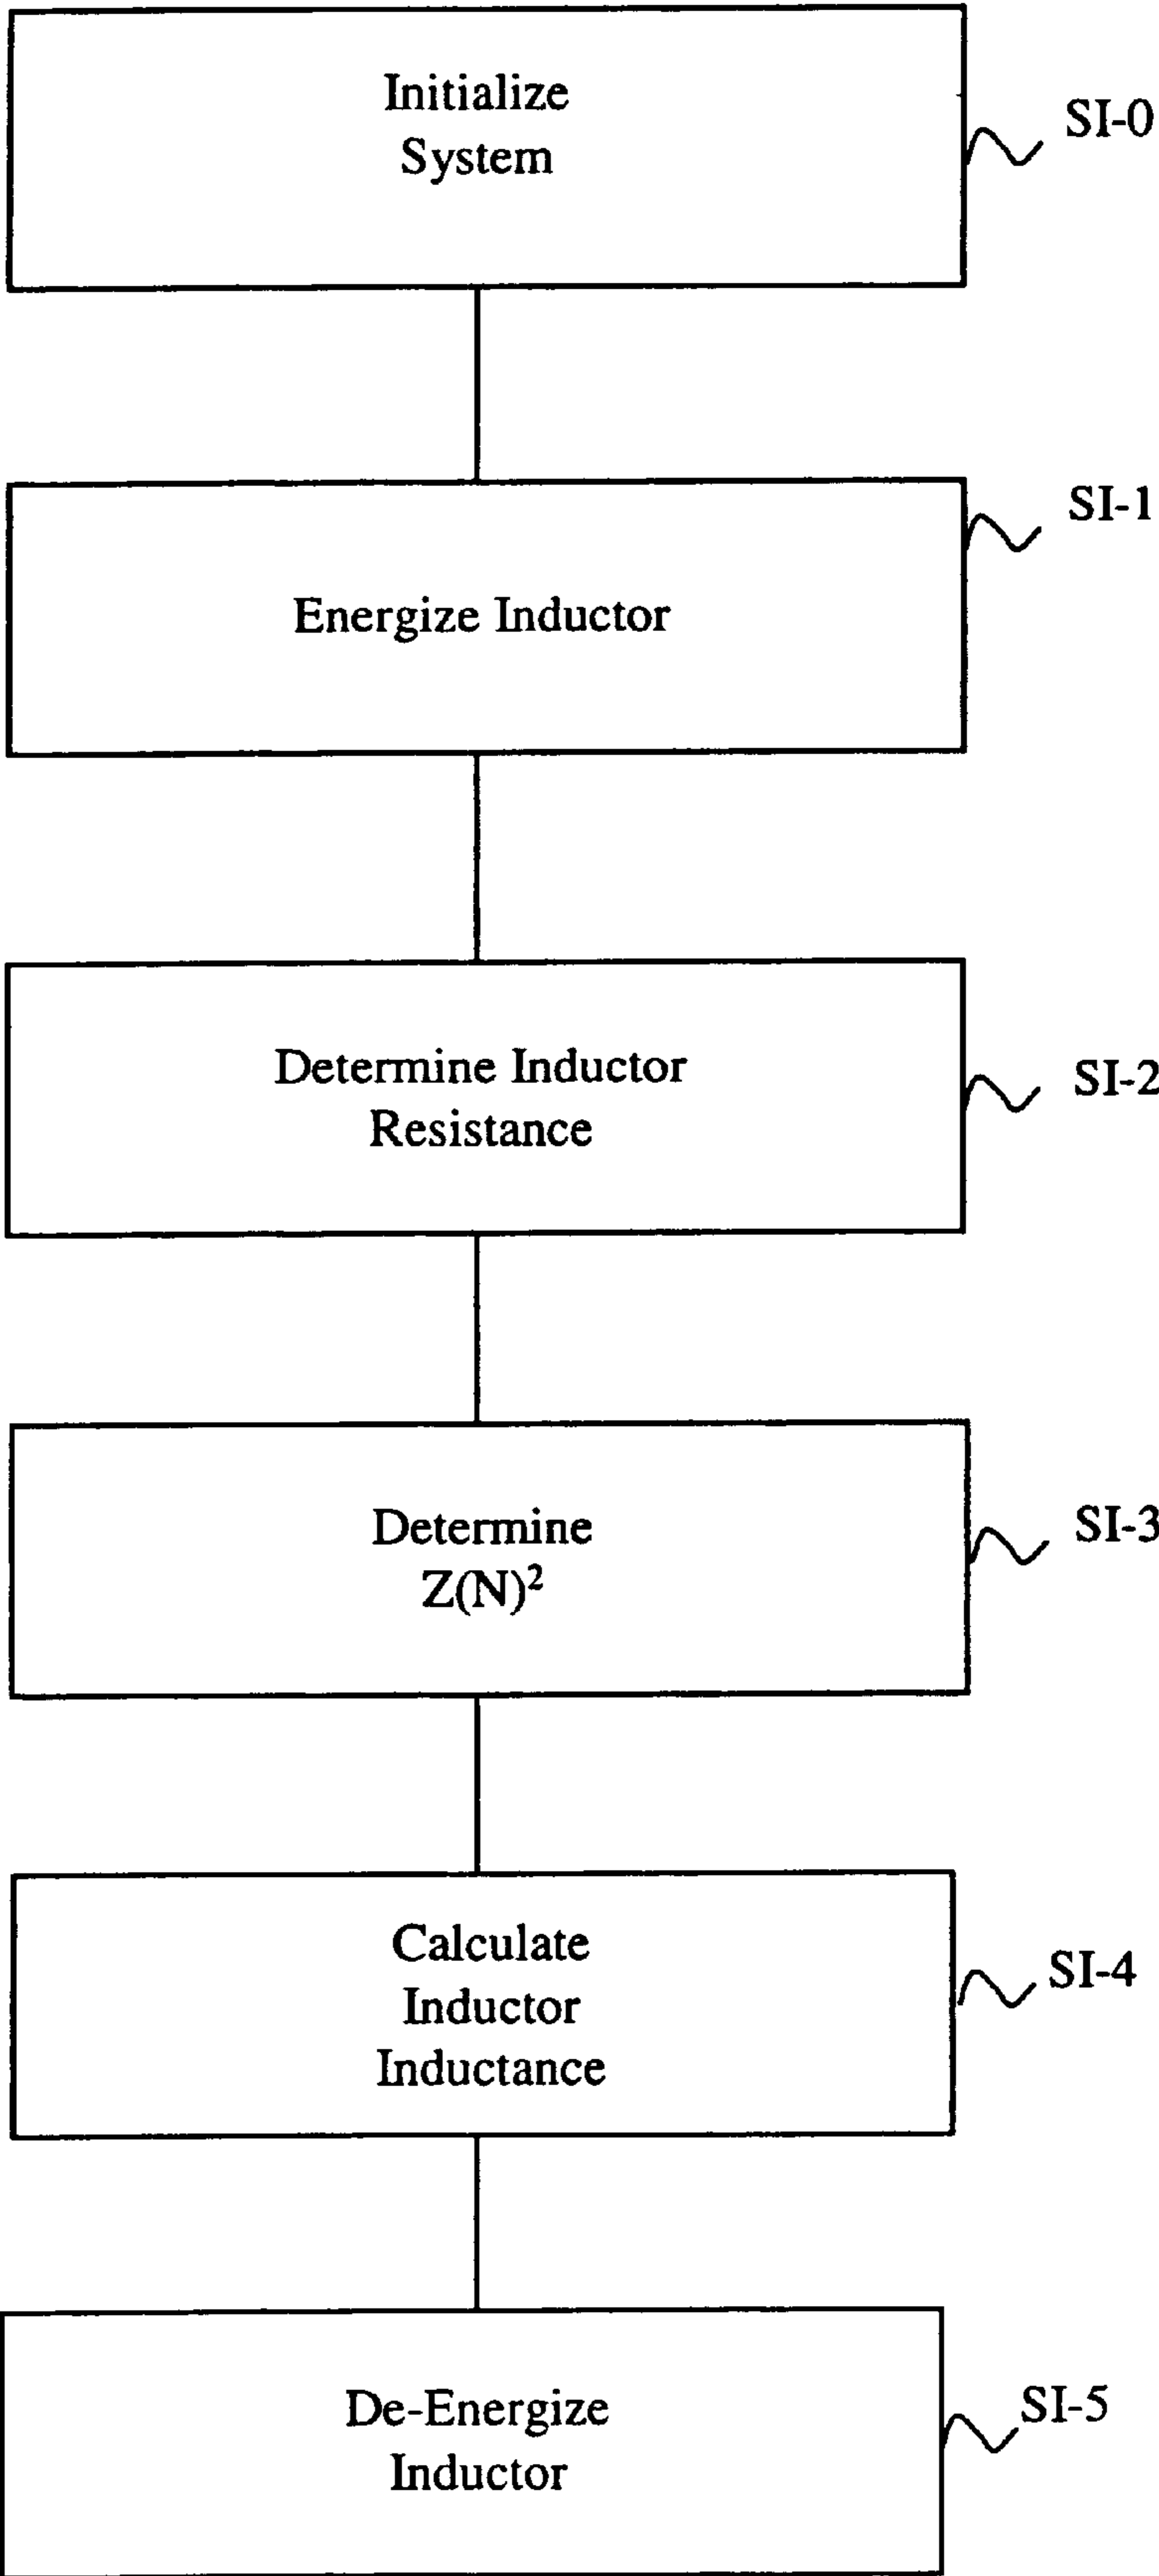 Initialize
System
SI-0
SI-1
Energize Inductor
Determine Inductor
Resistance
SI-2
Determine
Z(N)²
SI-3
Calculate
Inductor
Inductance
SI-4
De-Energize
Inductor
SI-5